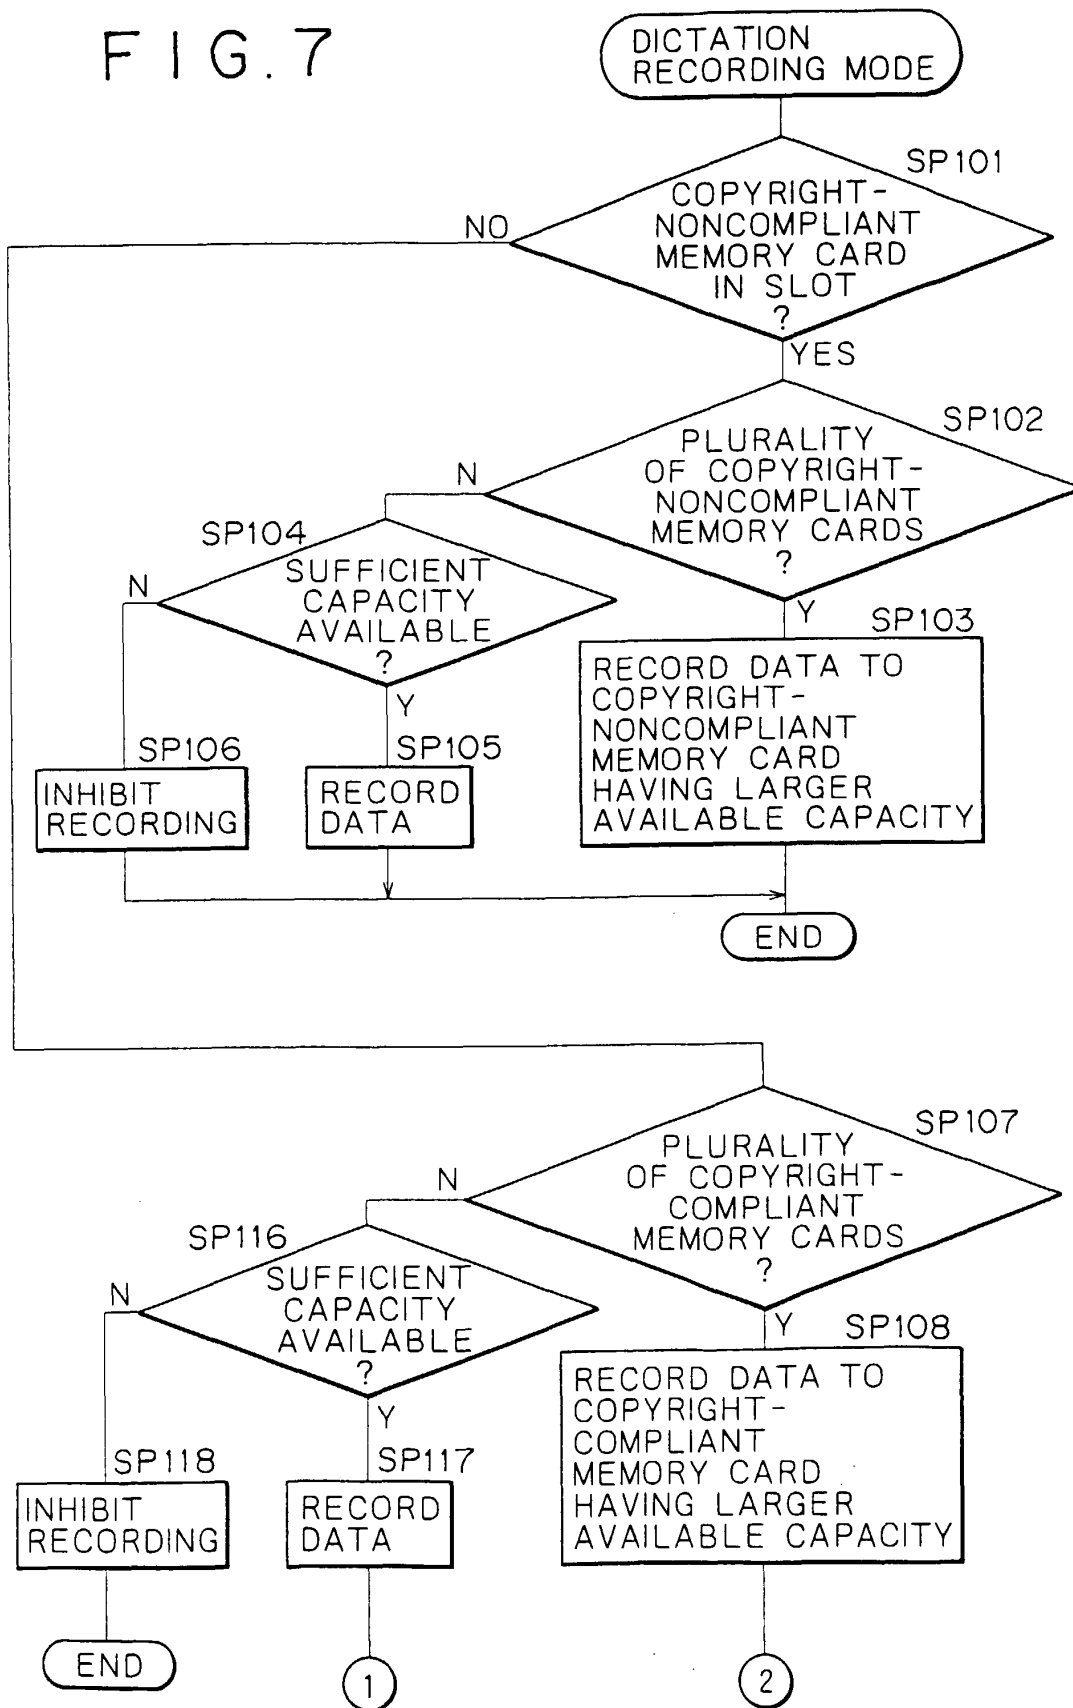 FIG.7
DICTATION
RECORDING MODE
SP101
COPYRIGHT-
NONCOMPLIANT
MEMORY CARD
IN SLOT
?
NO
YES
SP102
PLURALITY
OF COPYRIGHT-
NONCOMPLIANT
MEMORY CARDS
?
N
Y
SP104
SUFFICIENT
CAPACITY
AVAILABLE
?
N
Y
SP103
RECORD DATA TO
COPYRIGHT-
NONCOMPLIANT
MEMORY CARD
HAVING LARGER
AVAILABLE CAPACITY
SP106
INHIBIT
RECORDING
SP105
RECORD
DATA
END
SP107
PLURALITY
OF COPYRIGHT-
COMPLIANT
MEMORY CARDS
?
N
Y
SP116
SUFFICIENT
CAPACITY
AVAILABLE
?
N
Y
SP108
RECORD DATA TO
COPYRIGHT-
COMPLIANT
MEMORY CARD
HAVING LARGER
AVAILABLE CAPACITY
SP118
INHIBIT
RECORDING
SP117
RECORD
DATA
END
1
2